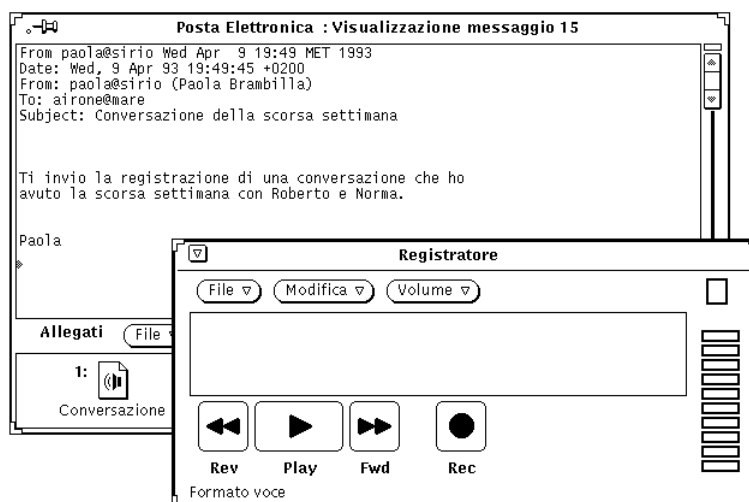 Posta Elettronica : Visualizzazione messaggio 15
From paola@sirio Wed Apr  9 19:49 MET 1993
Date: Wed, 9 Apr 93 19:49:45 +0200
From: paola@sirio (Paola Brambilla)
To: airone@mare
Subject: Conversazione della scorsa settimana
Ti invio la registrazione di una conversazione che ho
avuto la scorsa settimana con Roberto e Norma.
Paola
Allegati File
1:
Conversazione
Registratore
File Modifica Volume
Rev Play Fwd Rec
Formato voce